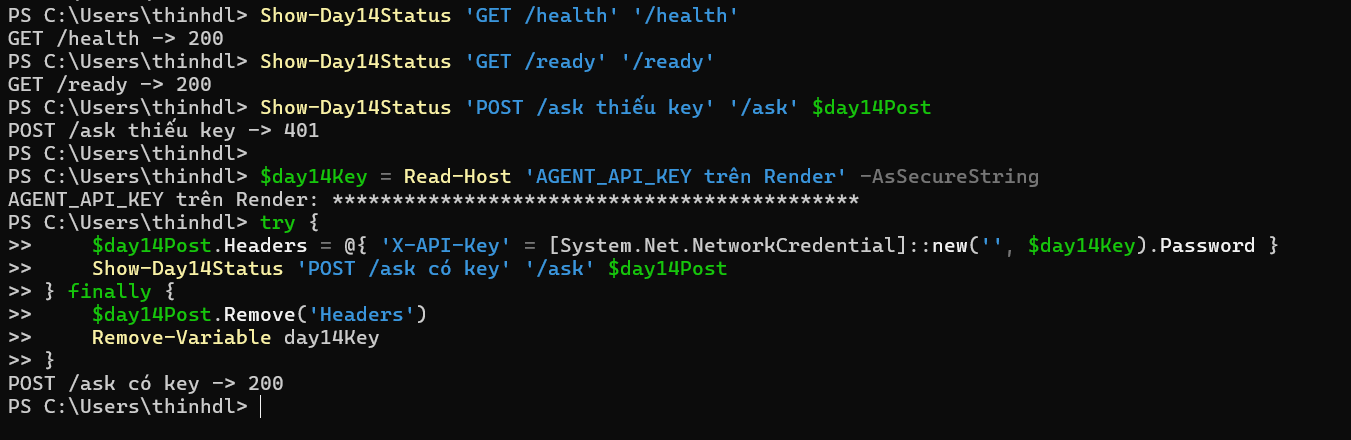 PS C:\Users\thinhdl> Show-Day14Status 'GET /health' '/health'
GET /health -> 200
PS C:\Users\thinhdl> Show-Day14Status 'GET /ready' '/ready'
GET /ready -> 200
PS C:\Users\thinhdl> Show-Day14Status 'POST /ask thiếu key' '/ask' $day14Post
POST /ask thiếu key -> 401
PS C:\Users\thinhdl>
PS C:\Users\thinhdl> $day14Key = Read-Host 'AGENT_API_KEY trên Render' -AsSecureString
AGENT_API_KEY trên Render: ********************************************
PS C:\Users\thinhdl> try {
>>     $day14Post.Headers = @{ 'X-API-Key' = [System.Net.NetworkCredential]::new('', $day14Key).Password }
>>     Show-Day14Status 'POST /ask có key' '/ask' $day14Post
>> } finally {
>>     $day14Post.Remove('Headers')
>>     Remove-Variable day14Key
>> }
POST /ask có key -> 200
PS C:\Users\thinhdl>